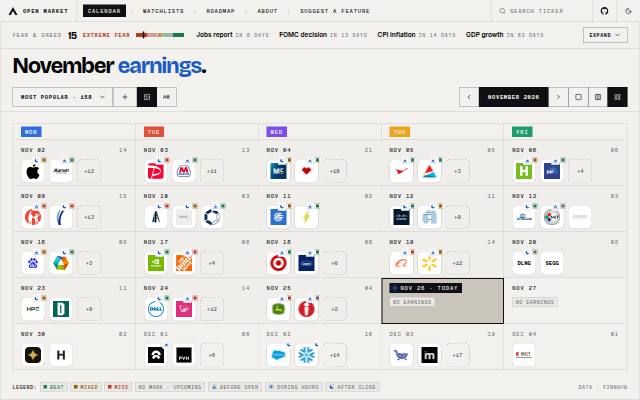 OPEN MARKET
CALENDAR WATCHLISTS ROADMAP ABOUT SUGGEST A FEATURE
SEARCH TICKER
FEAR & GREED 15 EXTREME FEAR
Jobs report IN 8 DAYS FOMC decision IN 13 DAYS CPI inflation IN 14 DAYS GDP growth IN 83 DAYS
EXPAND
November earnings.
MOST POPULAR · 158
NOVEMBER 2026
MON TUE WED THU FRI
NOV 02 14 NOV 03 13 NOV 04 21 NOV 05 05 NOV 06 06
+12 +11 +19 +3 +4
NOV 09 15 NOV 10 03 NOV 11 02 NOV 12 11 NOV 13 03
+13 +9
NOV 16 05 NOV 17 06 NOV 18 08 NOV 19 14 NOV 20 02
+3 +4 +6 +12 DLNG SEGG
NOV 23 11 NOV 24 14 NOV 25 04 NOV 26 · TODAY NOV 27
HPE DELL +9 +12 +2 NO EARNINGS NO EARNINGS
NOV 30 02 DEC 01 08 DEC 02 16 DEC 03 19 DEC 04 01
H PVH +6 +14 m +17
LEGEND: BEAT MIXED MISS NO MARK · UPCOMING BEFORE OPEN DURING HOURS AFTER CLOSE
DATA · FINNHUB